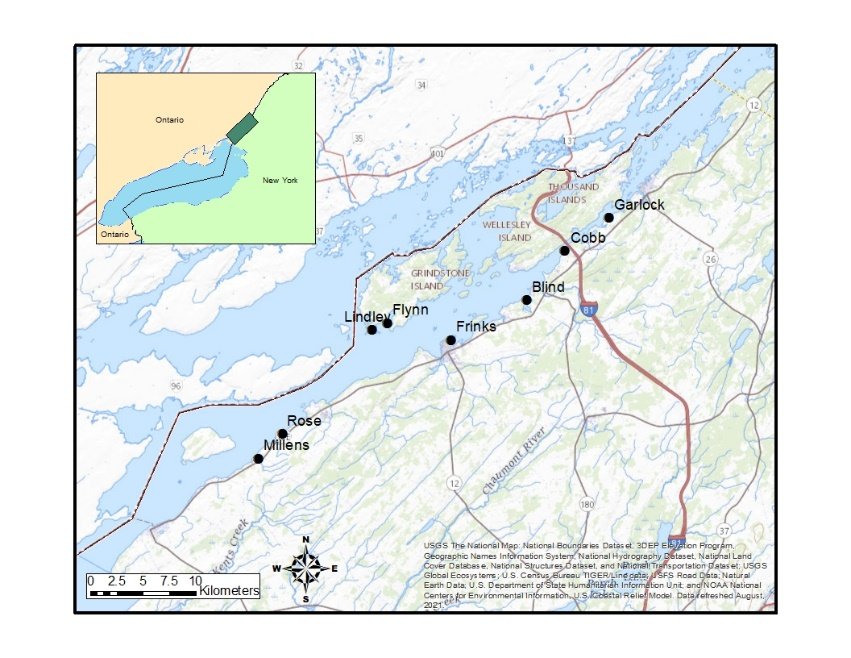 32
34
Ontario
12
35
137
401
New York
THOUSAND
ISLANDS
Garlock
WELLESLEY
ISLAND
Ontario
Cobb
26
GRINDSTONE
ISLAND
Blind
81
Lindley
Flynn
Frinks
96
Rose
Millens
Chaumont River
12
180
Kents Creek
37
81
N
W
E
S
0 2.5 5 7.5 10
Kilometers
USGS The National Map: National Boundaries Dataset, 3DEP Elevation Program,
Geographic Names Information System, National Hydrography Dataset, National Land
Cover Database, National Structures Dataset, and National Transportation Dataset; USGS
Global Ecosystems; U.S. Census Bureau TIGER/Line data; USFS Road Data; Natural
Earth Data; U.S. Department of State Humanitarian Information Unit; and NOAA National
Centers for Environmental Information, U.S. Coastal Relief Model. Data refreshed August,
2021.